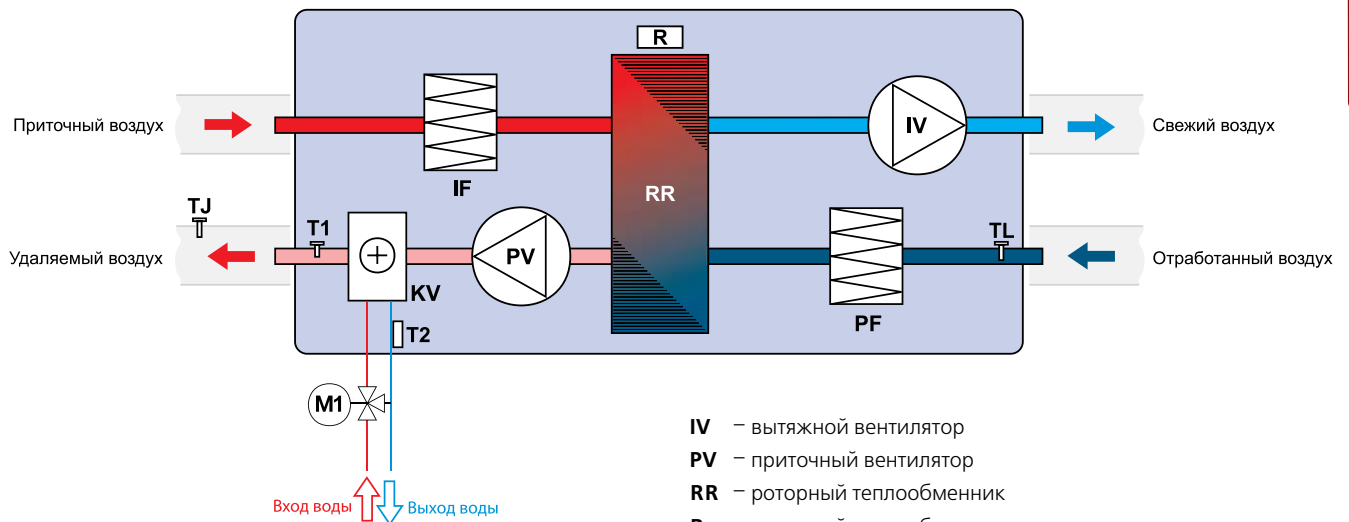 R
Приточный воздух
IF
IV
Свежий воздух
RR
TJ
T1
TL
Удаляемый воздух
PV
Отработанный воздух
KV
PF
T2
M1
IV – вытяжной вентилятор
PV – приточный вентилятор
RR – роторный теплообменник
Вход воды
Выход воды